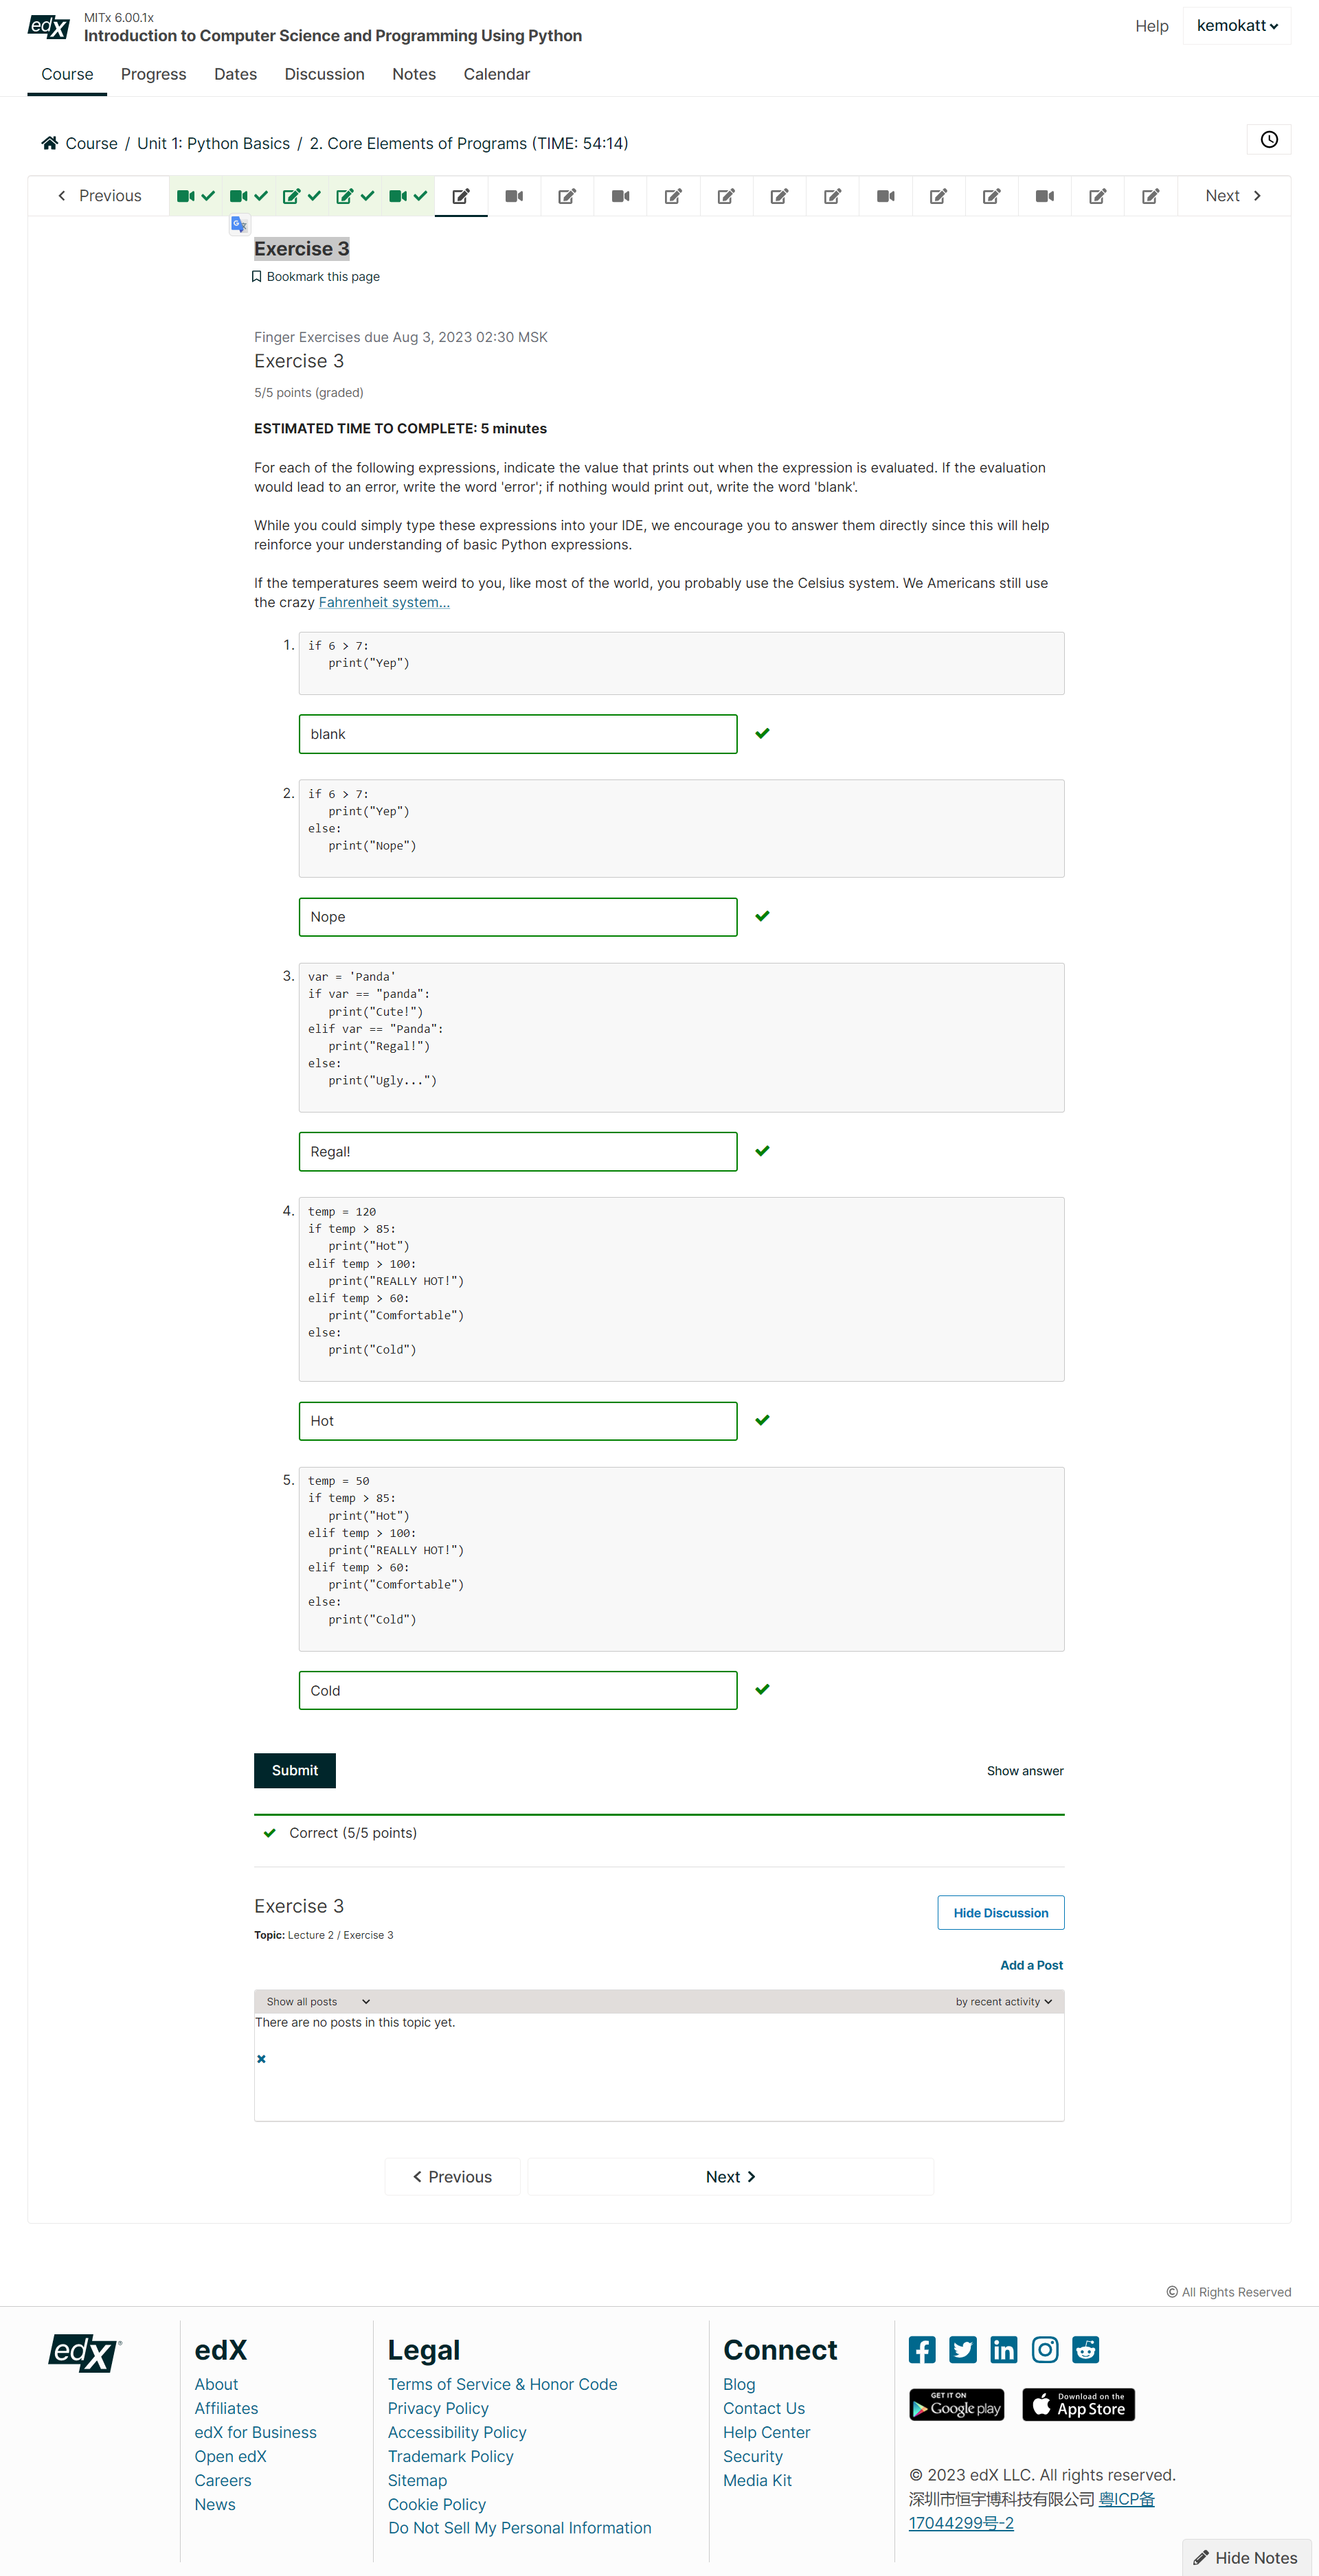 edX
MITx 6.00.1x
Introduction to Computer Science and Programming Using Python
Help
kemokatt
Course Progress Dates Discussion Notes Calendar
Course / Unit 1: Python Basics / 2. Core Elements of Programs (TIME: 54:14)
Previous
Next
Exercise 3
Bookmark this page
Finger Exercises due Aug 3, 2023 02:30 MSK
Exercise 3
5/5 points (graded)
ESTIMATED TIME TO COMPLETE: 5 minutes
For each of the following expressions, indicate the value that prints out when the expression is evaluated. If the evaluation
would lead to an error, write the word 'error'; if nothing would print out, write the word 'blank'.
While you could simply type these expressions into your IDE, we encourage you to answer them directly since this will help
reinforce your understanding of basic Python expressions.
If the temperatures seem weird to you, like most of the world, you probably use the Celsius system. We Americans still use
the crazy Fahrenheit system...
1. if 6 > 7:
print("Yep")
blank
2. if 6 > 7:
print("Yep")
else:
print("Nope")
Nope
3. var = 'Panda'
if var == "panda":
print("Cute!")
elif var == "Panda":
print("Regal!")
else:
print("Ugly...")
Regal!
4. temp = 120
if temp > 85:
print("Hot")
elif temp > 100:
print("REALLY HOT!")
elif temp > 60:
print("Comfortable")
else:
print("Cold")
Hot
5. temp = 50
if temp > 85:
print("Hot")
elif temp > 100:
print("REALLY HOT!")
elif temp > 60:
print("Comfortable")
else:
print("Cold")
Cold
Submit
Show answer
Correct (5/5 points)
Exercise 3
Hide Discussion
Topic: Lecture 2 / Exercise 3
Add a Post
Show all posts
by recent activity
There are no posts in this topic yet.
Previous
Next
© All Rights Reserved
edX
edX
About
Affiliates
edX for Business
Open edX
Careers
News
Legal
Terms of Service & Honor Code
Privacy Policy
Accessibility Policy
Trademark Policy
Sitemap
Cookie Policy
Do Not Sell My Personal Information
Connect
Blog
Contact Us
Help Center
Security
Media Kit
GET IT ON
Google play
Download on the
App Store
© 2023 edX LLC. All rights reserved.
深圳市恒宇博科技有限公司 粤ICP备
17044299号-2
Hide Notes